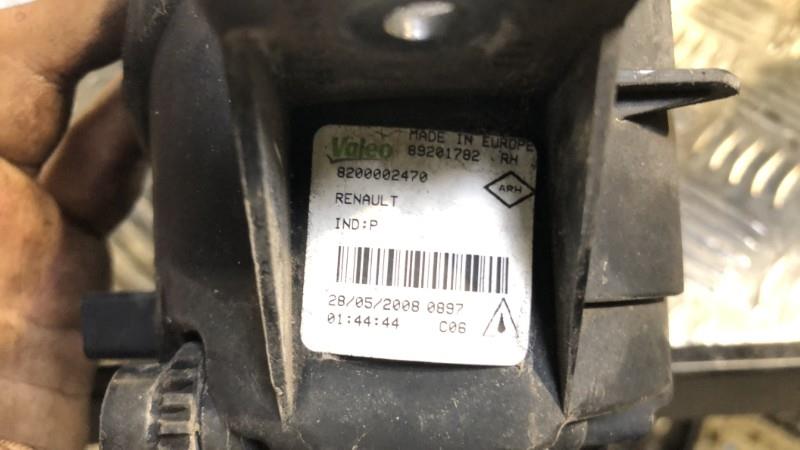 Valeo MADE IN EUROPE
89201782 RH
8200002470
ARH
RENAULT
IND:P
28/05/2008 0897
01:44:44 C06